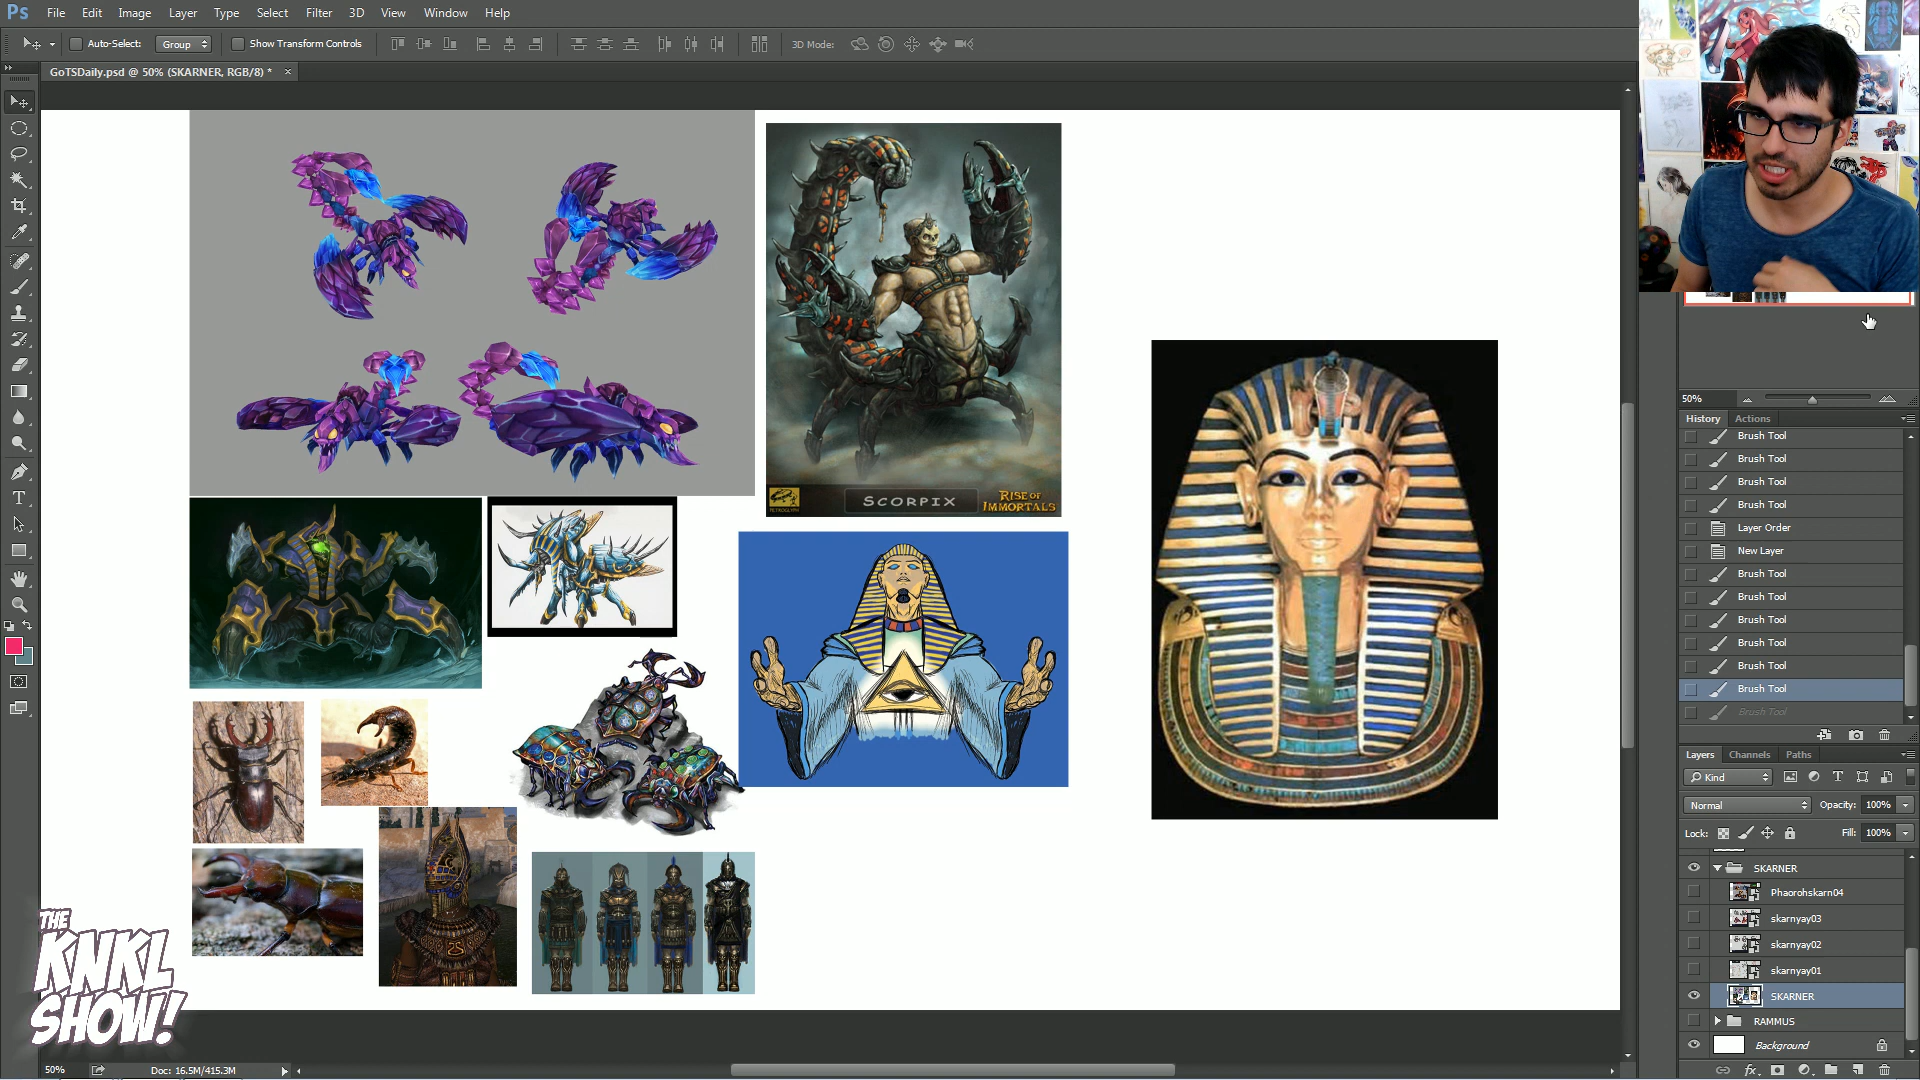 Ps File Edit Image Layer Type Select Filter 3D View Window Help
Auto-Select: Group Show Transform Controls 3D Mode:
GoTSDaily.psd @ 50% (SKARNER, RGB/8) * ×
SCORPIX
RISE OF
IMMORTALS
PETROGLYPH
THE
KNKL
SHOW!
50%
History Actions
Brush Tool
Brush Tool
Brush Tool
Brush Tool
Layer Order
New Layer
Brush Tool
Brush Tool
Brush Tool
Brush Tool
Brush Tool
Brush Tool
Brush Tool
Layers Channels Paths
Kind
Normal Opacity: 100%
Lock: Fill: 100%
SKARNER
Phaorohskarn04
skarnyay03
skarnyay02
skarnyay01
SKARNER
RAMMUS
Background
50% Doc: 16.5M/415.3M